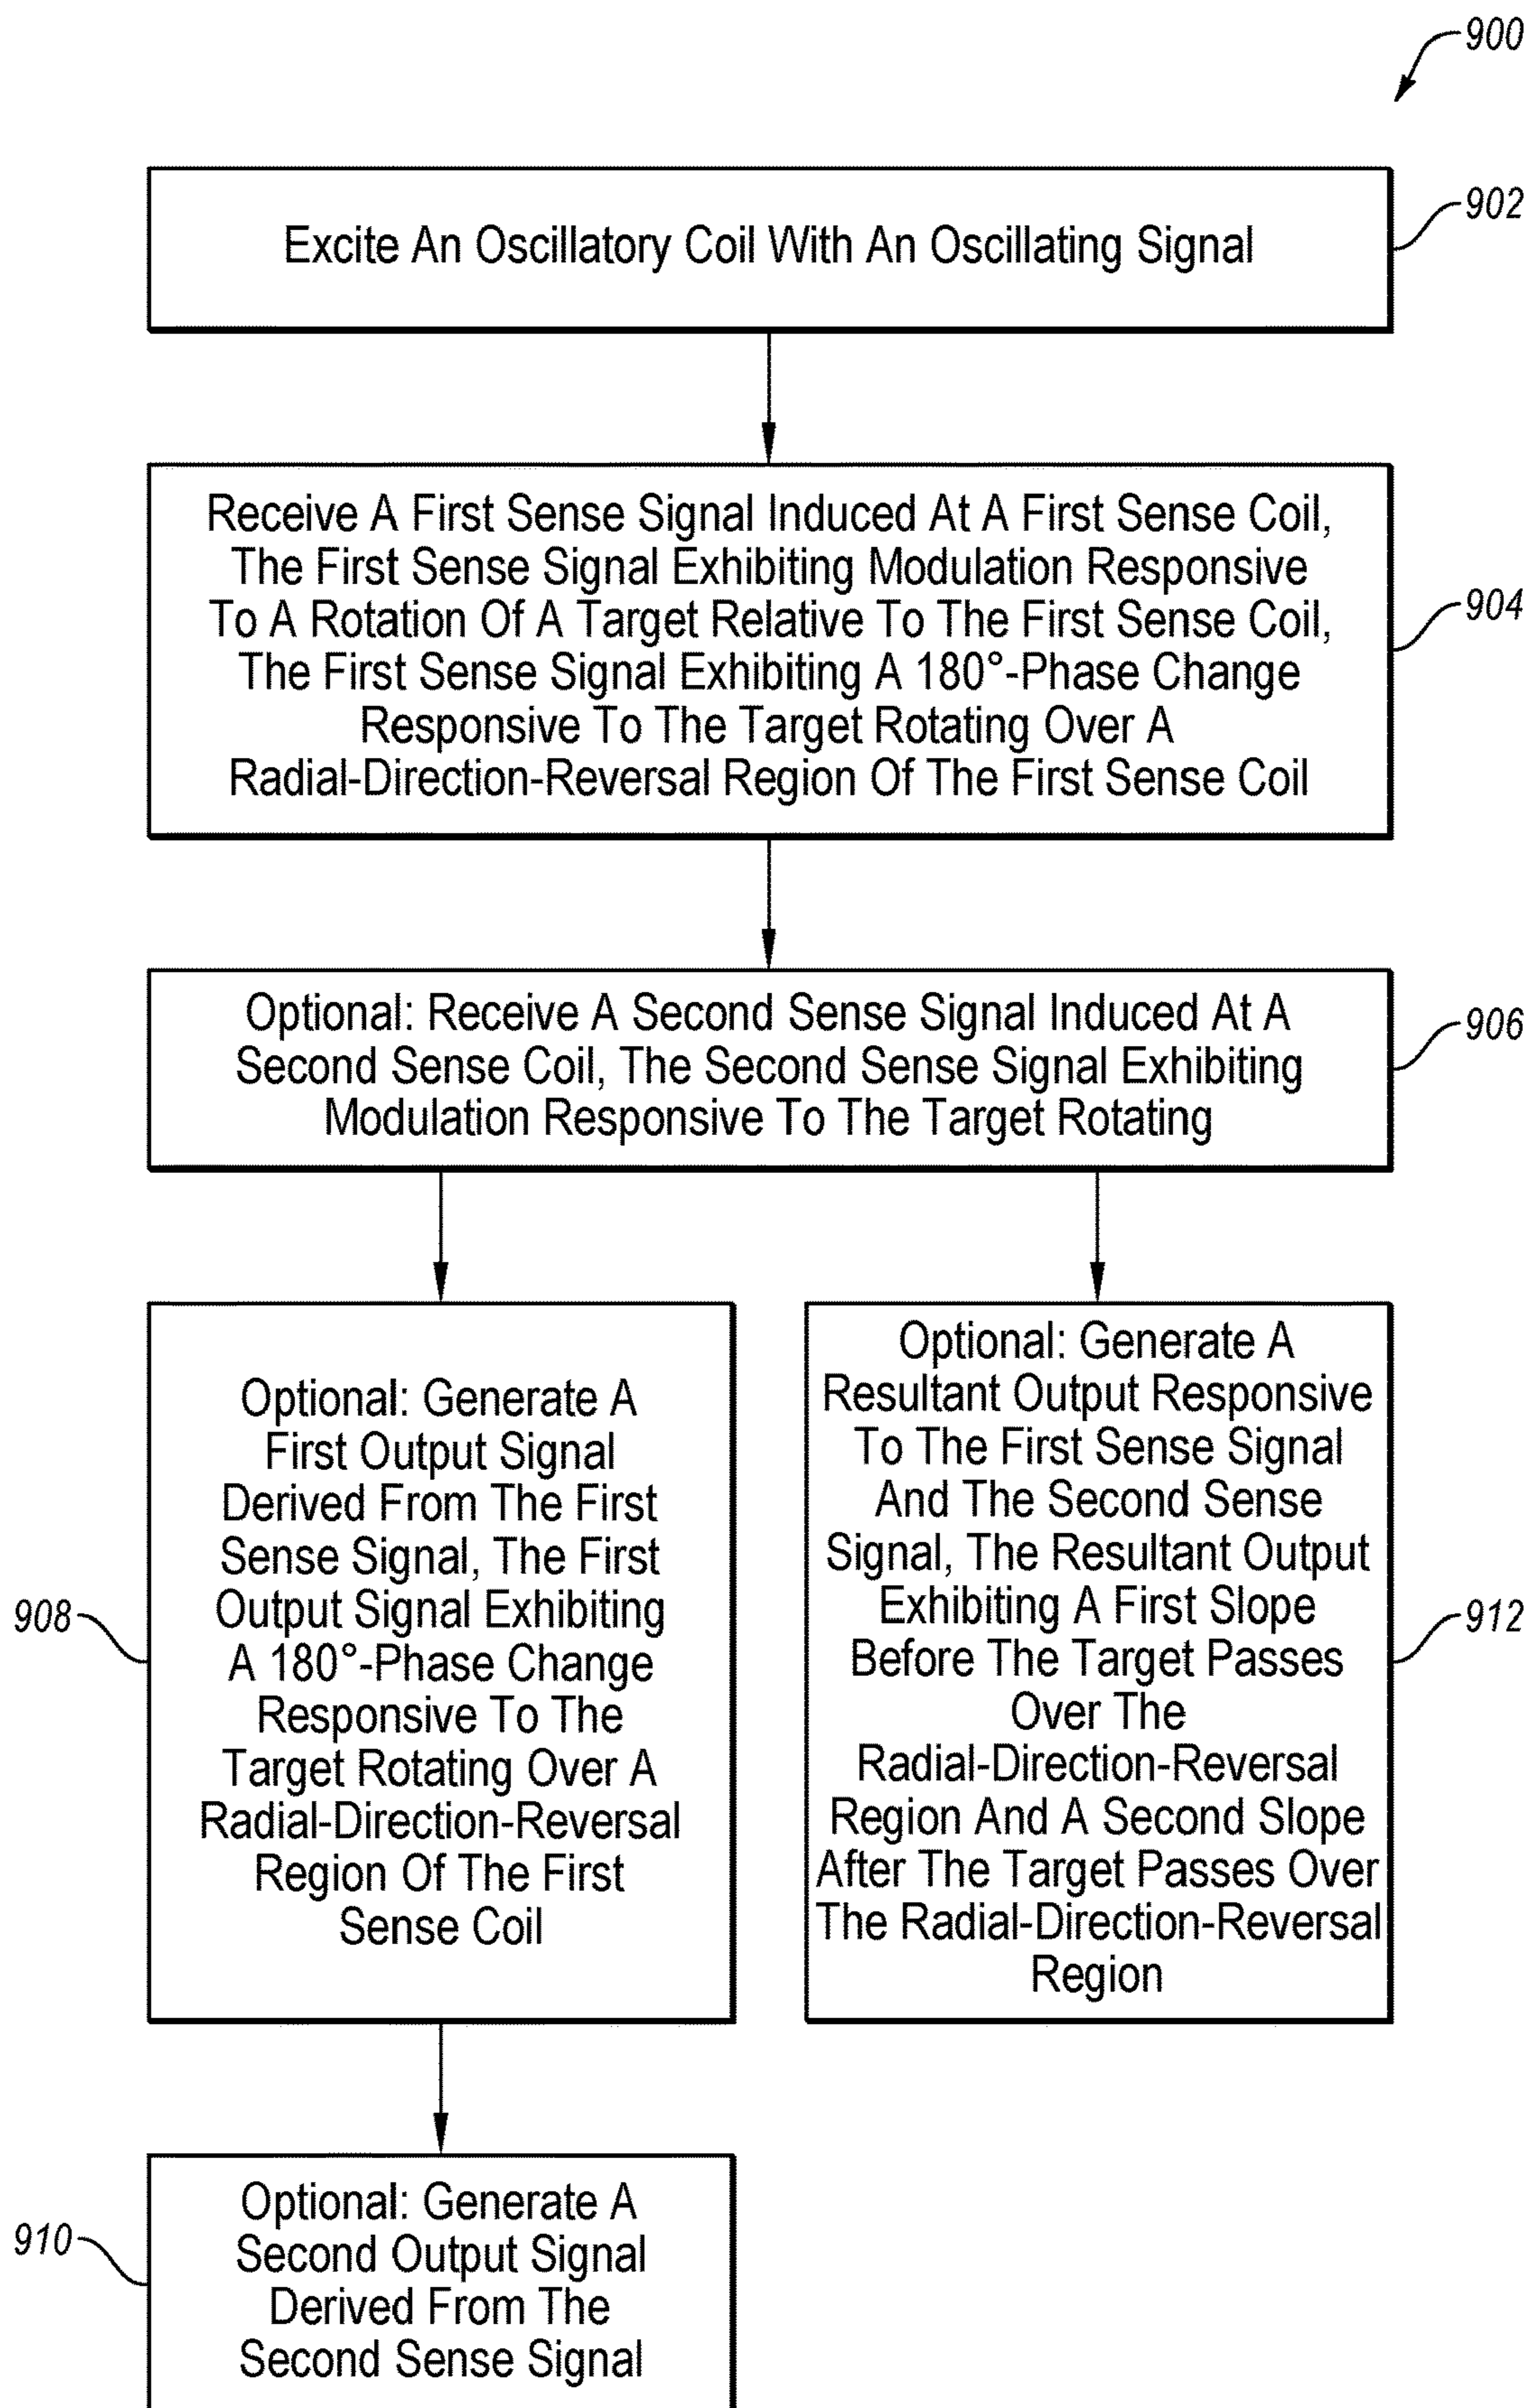 900
902
Excite An Oscillatory Coil With An Oscillating Signal
Receive A First Sense Signal Induced At A First Sense Coil,
The First Sense Signal Exhibiting Modulation Responsive
To A Rotation Of A Target Relative To The First Sense Coil,
The First Sense Signal Exhibiting A 180°-Phase Change
Responsive To The Target Rotating Over A
Radial-Direction-Reversal Region Of The First Sense Coil
904
Optional: Receive A Second Sense Signal Induced At A
Second Sense Coil, The Second Sense Signal Exhibiting
Modulation Responsive To The Target Rotating
906
Optional: Generate A
First Output Signal
Derived From The First
Sense Signal, The First
Output Signal Exhibiting
A 180°-Phase Change
Responsive To The
Target Rotating Over A
Radial-Direction-Reversal
Region Of The First
Sense Coil
908
Optional: Generate A
Resultant Output Responsive
To The First Sense Signal
And The Second Sense
Signal, The Resultant Output
Exhibiting A First Slope
Before The Target Passes
Over The
Radial-Direction-Reversal
Region And A Second Slope
After The Target Passes Over
The Radial-Direction-Reversal
Region
912
Optional: Generate A
Second Output Signal
Derived From The
Second Sense Signal
910